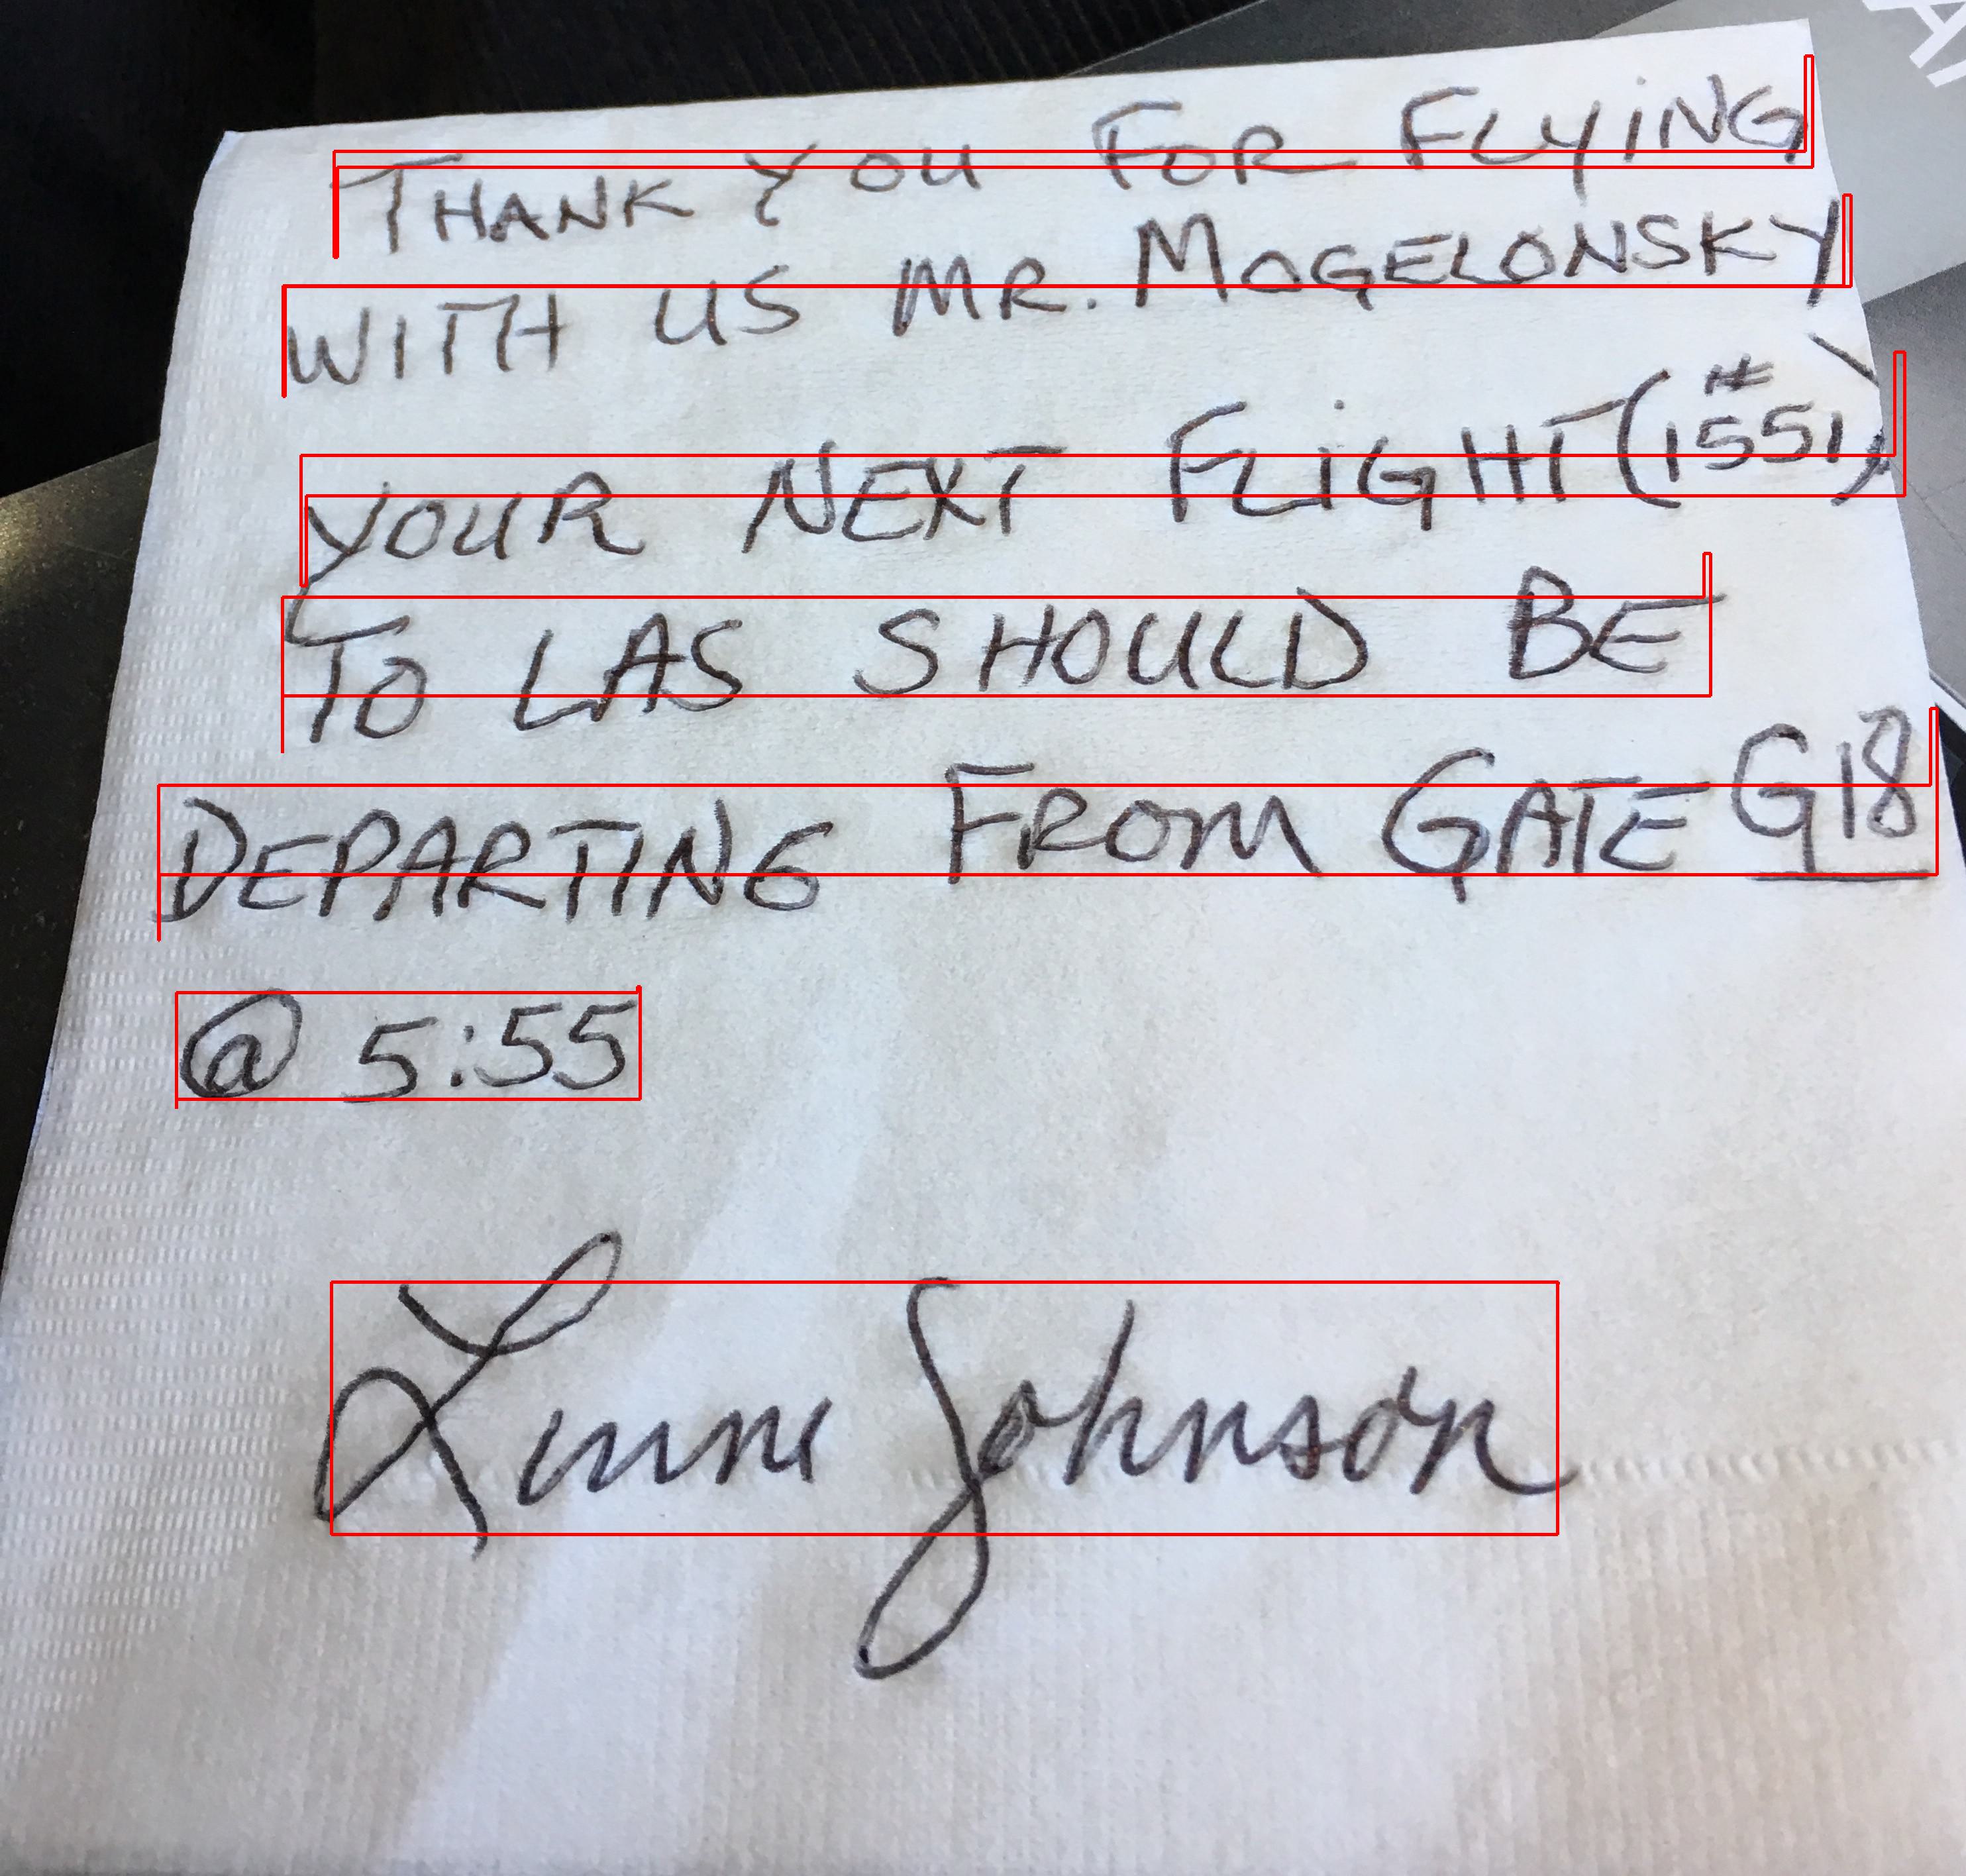 THANK YOU FOR FLYING
WITH US MR. MOGELONSKY
YOUR NEXT FLIGHT (#1551)
TO LAS SHOULD BE
DEPARTING FROM GATE G18
@ 5:55
Johnson